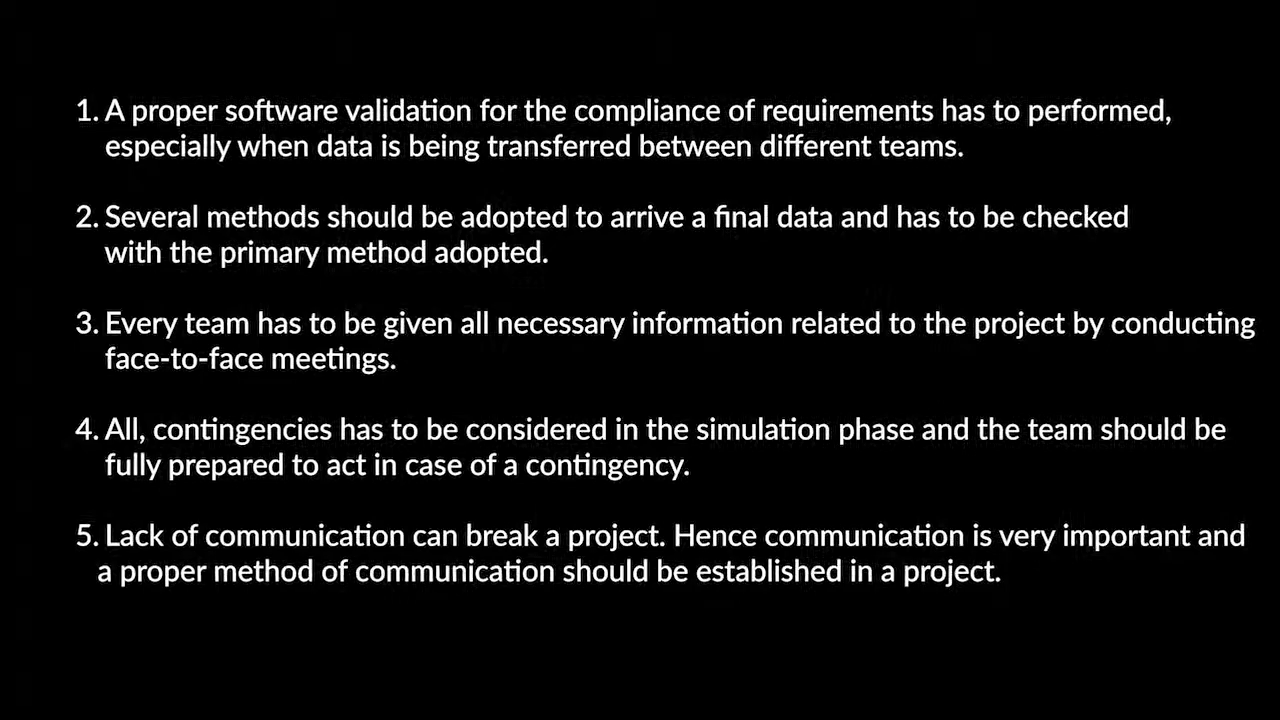 1. A proper software validation for the compliance of requirements has to performed,
especially when data is being transferred between different teams.
2. Several methods should be adopted to arrive a final data and has to be checked
with the primary method adopted.
3. Every team has to be given all necessary information related to the project by conducting
face-to-face meetings.
4. All, contingencies has to be considered in the simulation phase and the team should be
fully prepared to act in case of a contingency.
5. Lack of communication can break a project. Hence communication is very important and
a proper method of communication should be established in a project.